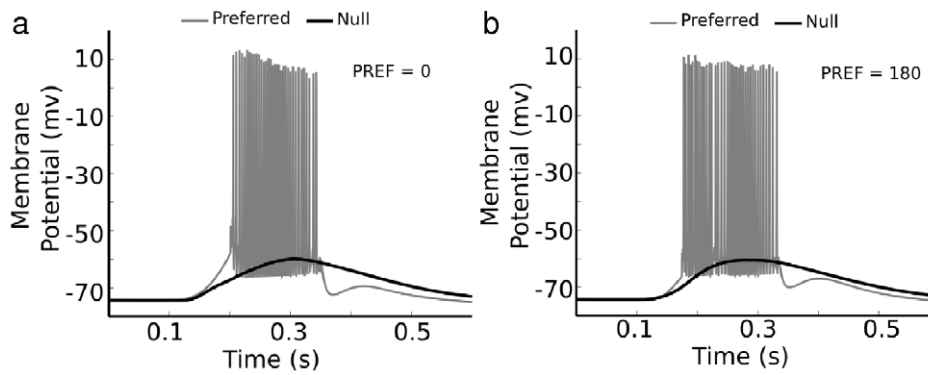 a
Preferred Null
PREF = 0
Membrane
Potential (mv)
10
-10
-30
-50
-70
0.1 0.3 0.5
Time (s)
b
Preferred Null
PREF = 180
Membrane
Potential (mv)
10
-10
-30
-50
-70
0.1 0.3 0.5
Time (s)